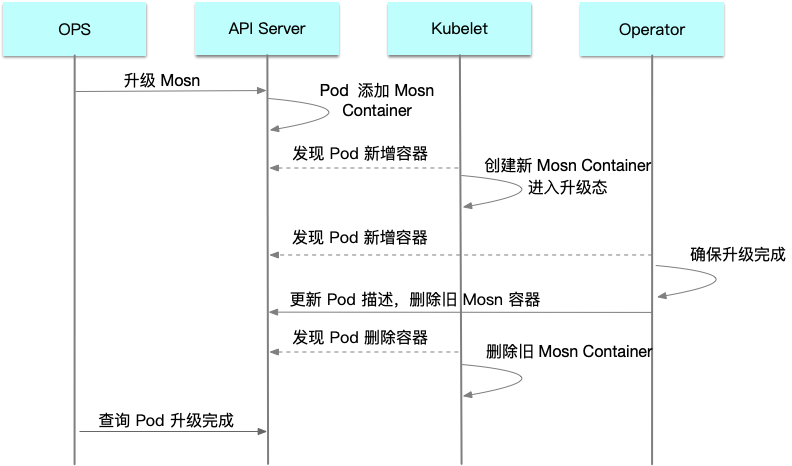 OPS
API Server
Kubelet
Operator
升级 Mosn
Pod 添加 Mosn
Container
发现 Pod 新增容器
创建新 Mosn Container
进入升级态
发现 Pod 新增容器
确保升级完成
更新 Pod 描述，删除旧 Mosn 容器
发现 Pod 删除容器
删除旧 Mosn Container
查询 Pod 升级完成